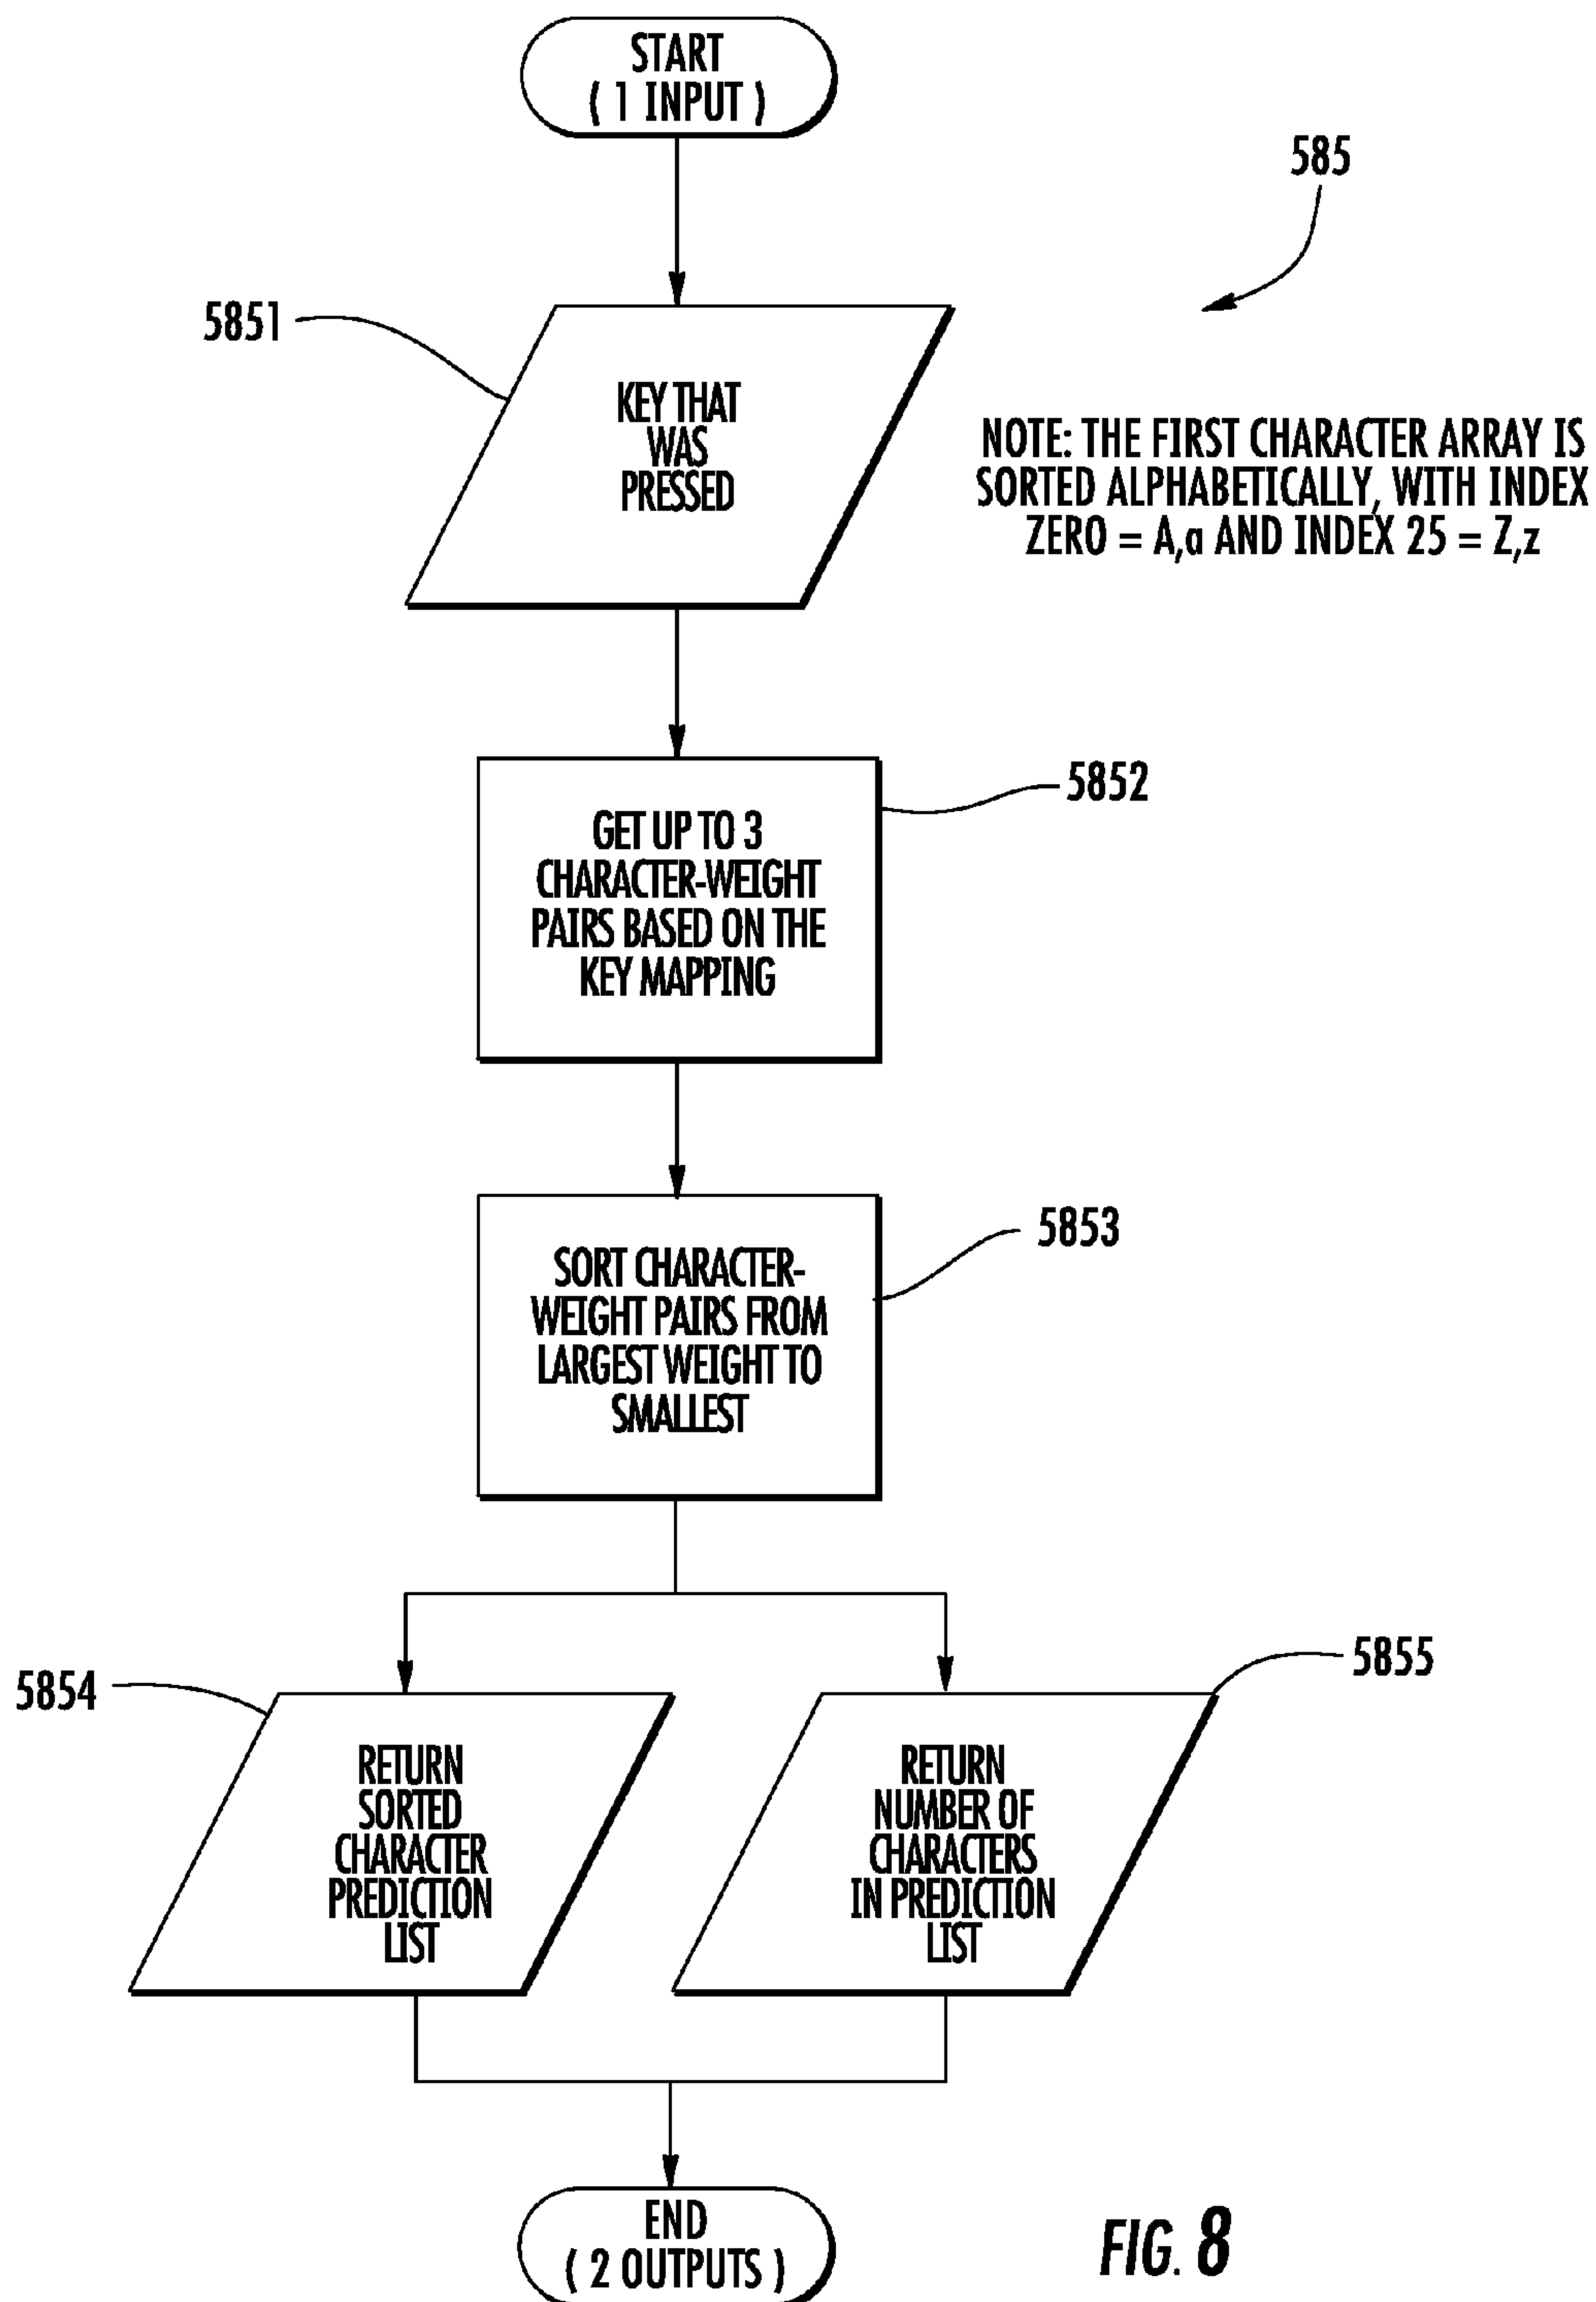 START
( 1 INPUT )
585
5851
KEY THAT
WAS
PRESSED
NOTE: THE FIRST CHARACTER ARRAY IS
SORTED ALPHABETICALLY, WITH INDEX
ZERO = A,a AND INDEX 25 = Z,z
5852
GET UP TO 3
CHARACTER-WEIGHT
PAIRS BASED ON THE
KEY MAPPING
5853
SORT CHARACTER-
WEIGHT PAIRS FROM
LARGEST WEIGHT TO
SMALLEST
5854
RETURN
SORTED
CHARACTER
PREDICTION
LIST
5855
RETURN
NUMBER OF
CHARACTERS
IN PREDICTION
LIST
END
( 2 OUTPUTS )
FIG. 8